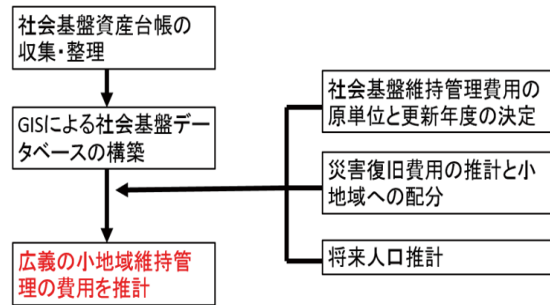 社会基盤資産台帳の
収集・整理
GISによる社会基盤デー
タベースの構築
広義の小地域維持管
理の費用を推計
社会基盤維持管理費用の
原単位と更新年度の決定
災害復旧費用の推計と小
地域への配分
将来人口推計